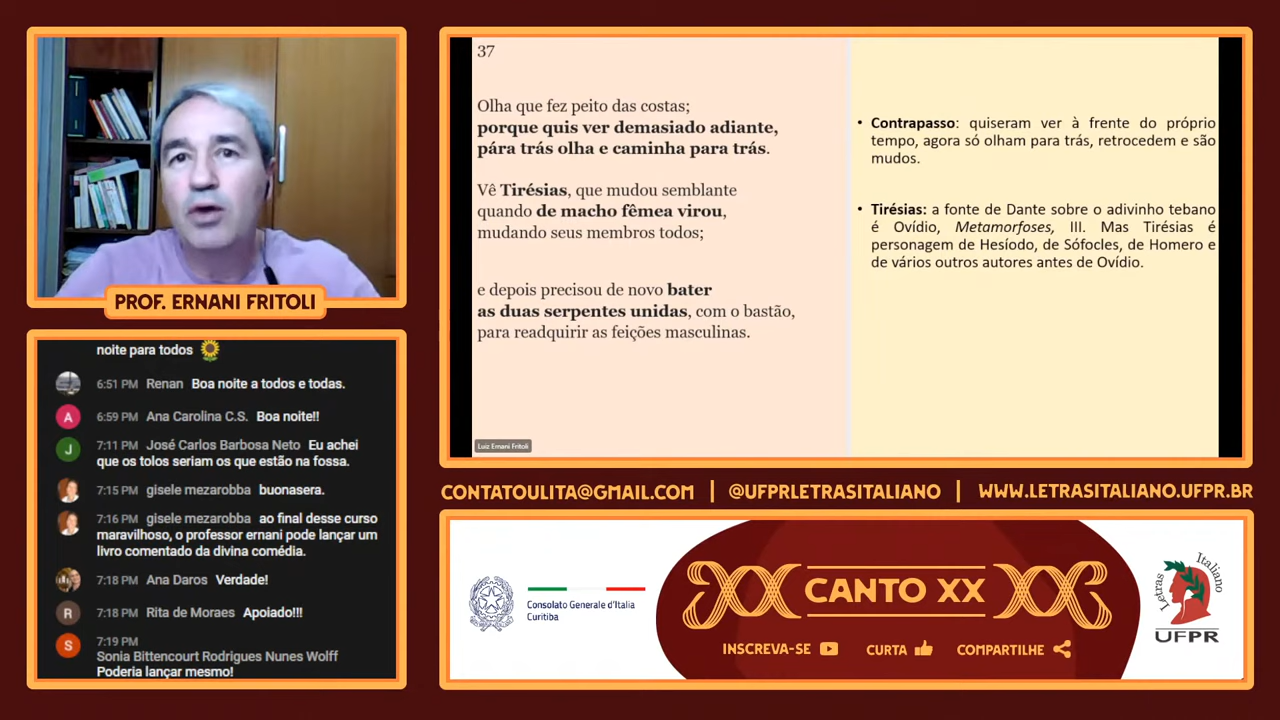 PROF. ERNANI FRITOLI
noite para todos
6:51 PM Renan Boa noite a todos e todas.
A
6:59 PM Ana Carolina C.S. Boa noite!!
J
7:11 PM José Carlos Barbosa Neto Eu achei
que os tolos seriam os que estão na fossa.
7:15 PM gisele mezarobba buonasera.
7:16 PM gisele mezarobba ao final desse curso
maravilhoso, o professor ernani pode lançar um
livro comentado da divina comédia.
7:18 PM Ana Daros Verdade!
R
7:18 PM Rita de Moraes Apoiado!!!
S
7:19 PM
Sonia Bittencourt Rodrigues Nunes Wolff
Poderia lançar mesmo!
37
Olha que fez peito das costas;
porque quis ver demasiado adiante,
pára trás olha e caminha para trás.
Vê Tirésias, que mudou semblante
quando de macho fêmea virou,
mudando seus membros todos;
e depois precisou de novo bater
as duas serpentes unidas, com o bastão,
para readquirir as feições masculinas.
Luiz Ernani Fritoli
• Contrapasso: quiseram ver à frente do próprio
tempo, agora só olham para trás, retrocedem e são
mudos.
• Tirésias: a fonte de Dante sobre o adivinho tebano
é Ovídio, Metamorfoses, III. Mas Tirésias é
personagem de Hesíodo, de Sófocles, de Homero e
de vários outros autores antes de Ovídio.
CONTATOULITA@GMAIL.COM | @UFPRLETRASITALIANO | WWW.LETRASITALIANO.UFPR.BR
Consolato Generale d'Italia
Curitiba
XX CANTO XX XX
INSCREVA-SE CURTA COMPARTILHE
Letras Italiano
UFPR